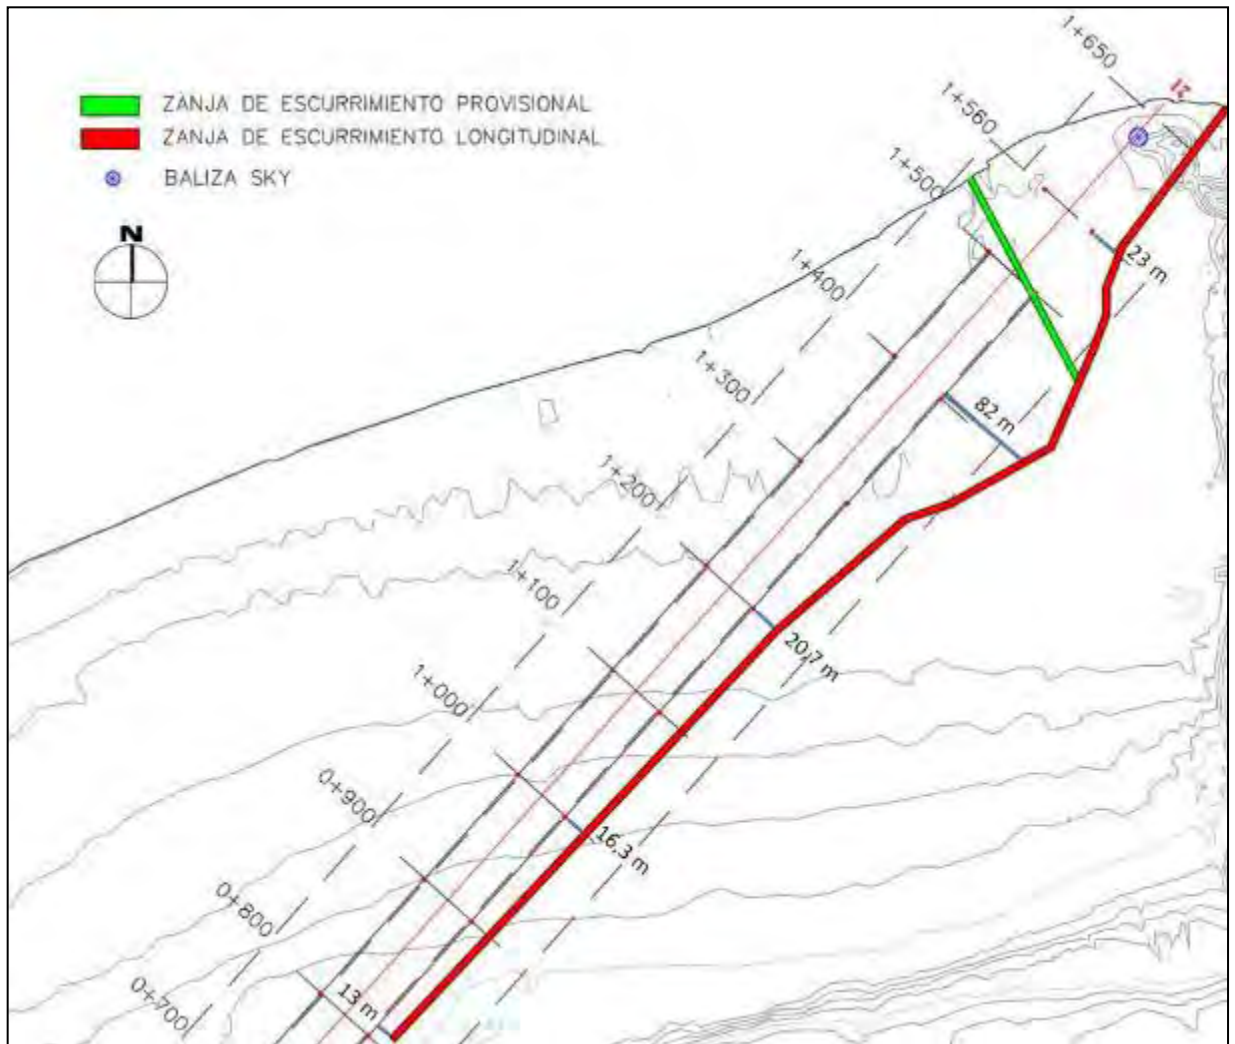 1+650
21
ZANJA DE ESCURRIMIENTO PROVISIONAL
1+560
ZANJA DE ESCURRIMIENTO LONGITUDINAL
BALIZA SKY
1+500
N
23 m
1+400
1+300
82 m
1+200
1+100
20,7 m
1+000
0+900
16,3 m
0+800
13 m
0+700